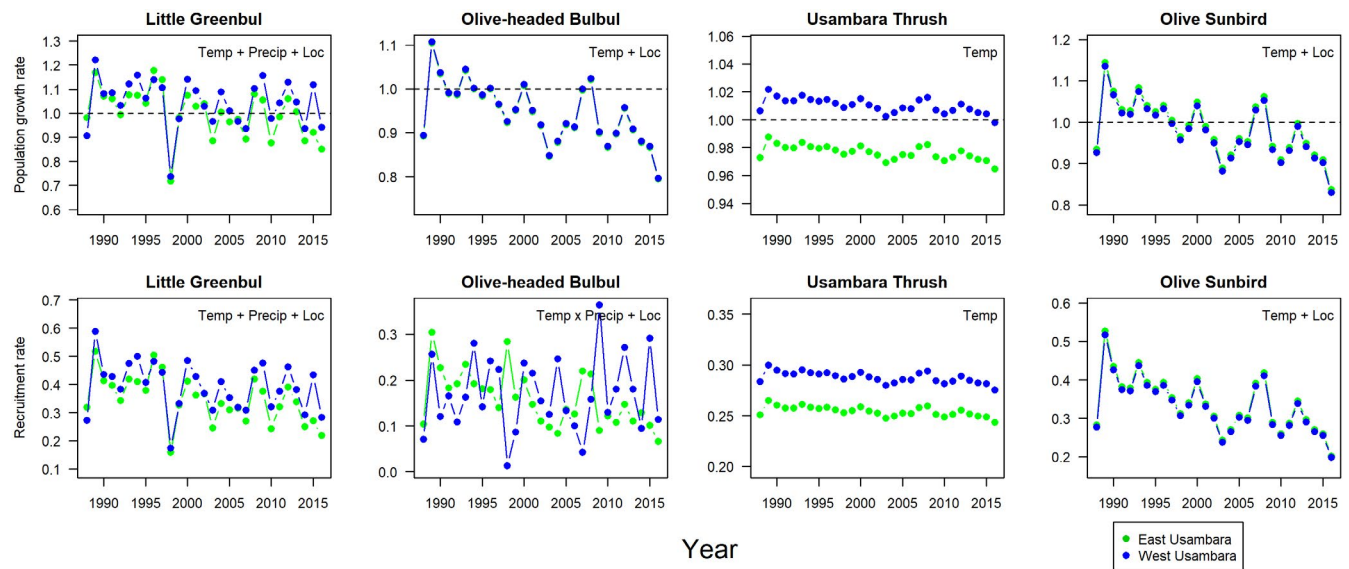 Little Greenbul
Olive-headed Bulbul
Usambara Thrush
Olive Sunbird
Population growth rate
1.3
1.2
1.1
1.0
0.9
0.8
0.7
0.6
Temp + Precip + Loc
1990 1995 2000 2005 2010 2015
1.1
1.0
0.9
0.8
Temp + Loc
1990 1995 2000 2005 2010 2015
1.06
1.04
1.02
1.00
0.98
0.96
0.94
Temp
1990 1995 2000 2005 2010 2015
1.2
1.1
1.0
0.9
0.8
Temp + Loc
1990 1995 2000 2005 2010 2015
Little Greenbul
Olive-headed Bulbul
Usambara Thrush
Olive Sunbird
Recruitment rate
0.7
0.6
0.5
0.4
0.3
0.2
0.1
Temp + Precip + Loc
1990 1995 2000 2005 2010 2015
0.3
0.2
0.1
0.0
Temp x Precip + Loc
1990 1995 2000 2005 2010 2015
0.35
0.30
0.25
0.20
Temp
1990 1995 2000 2005 2010 2015
0.6
0.5
0.4
0.3
0.2
Temp + Loc
1990 1995 2000 2005 2010 2015
Year
East Usambara
West Usambara